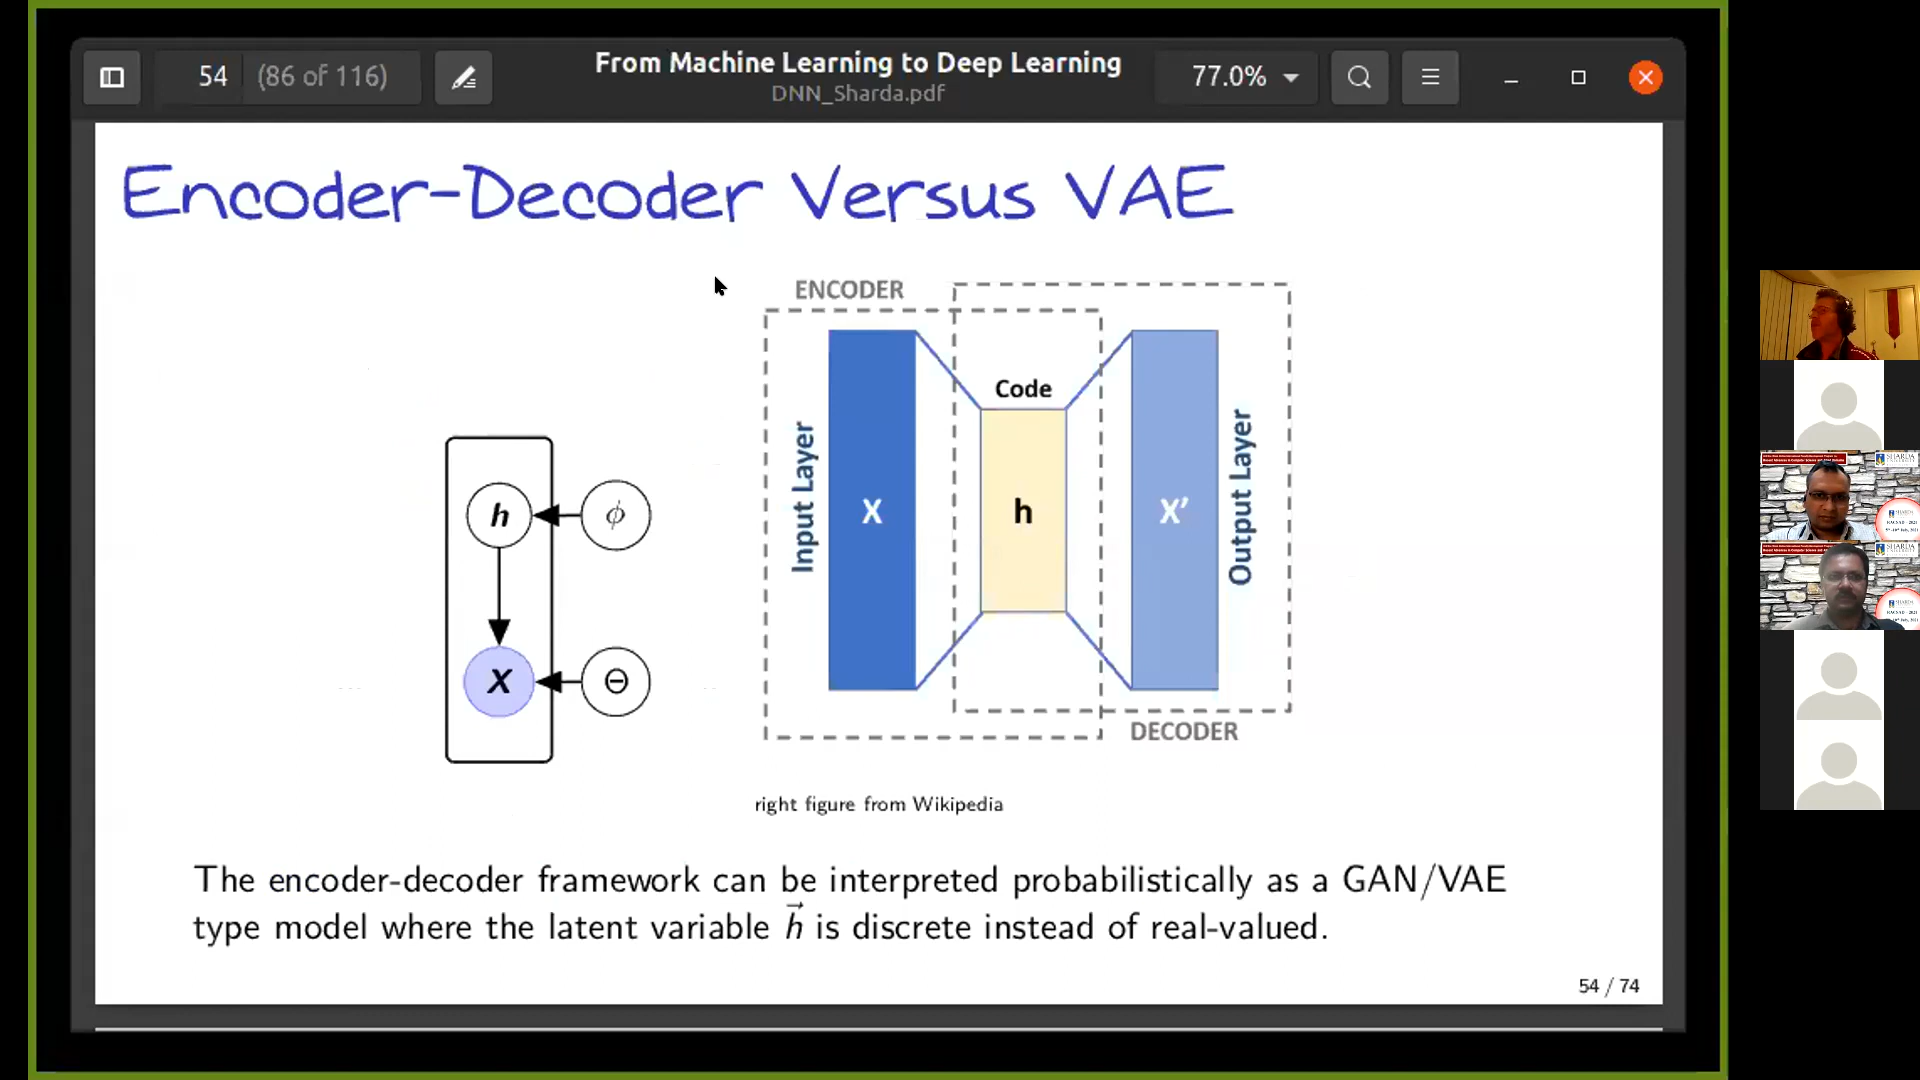 54 (86 of 116)
From Machine Learning to Deep Learning
DNN_Sharda.pdf
77.0%
Encoder-Decoder Versus VAE
ENCODER
Code
Input Layer
X
h
X’
Output Layer
DECODER
h
ϕ
X
Θ
right figure from Wikipedia
The encoder-decoder framework can be interpreted probabilistically as a GAN/VAE
type model where the latent variable h⃗ is discrete instead of real-valued.
54 / 74
SHARDA
SHARDA